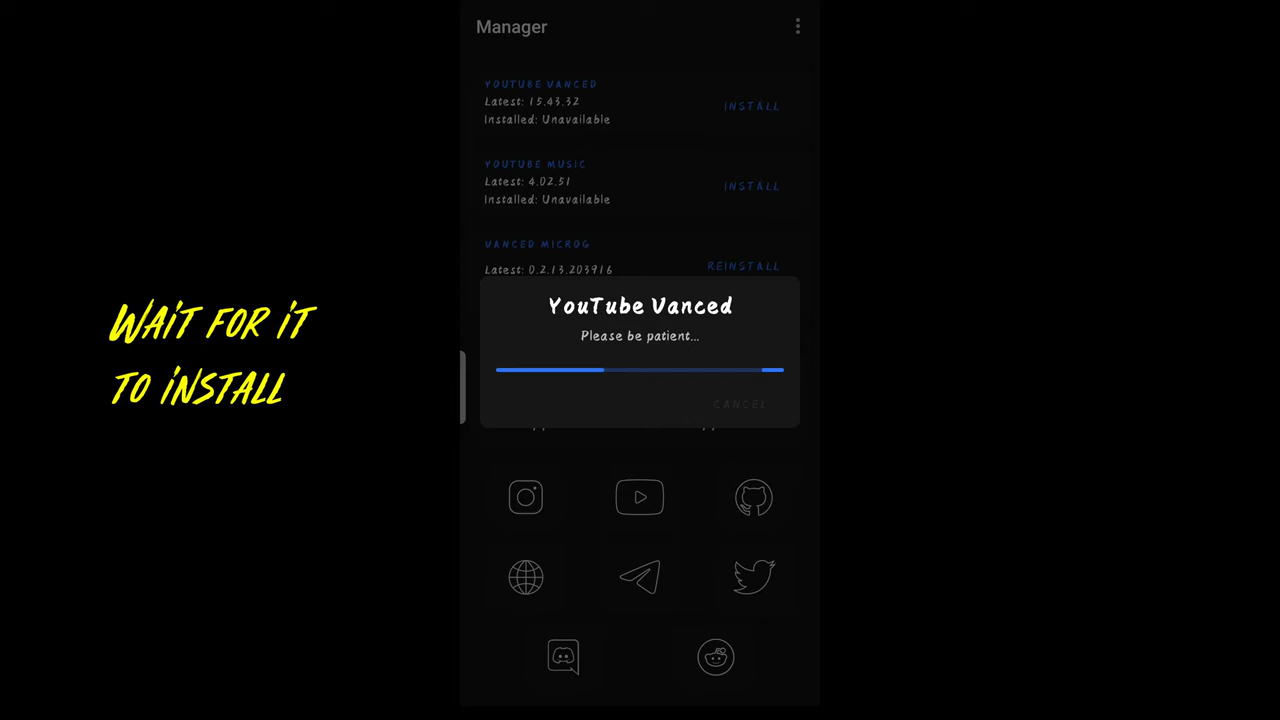 Manager
YOUTUBE VANCED
Latest: 15.43.32
Installed: Unavailable
INSTALL
YOUTUBE MUSIC
Latest: 4.02.51
Installed: Unavailable
INSTALL
VANCED MICROG
Latest: 0.2.13.203916
REINSTALL
YouTube Vanced
Please be patient...
CANCEL
WAIT FOR IT
TO INSTALL